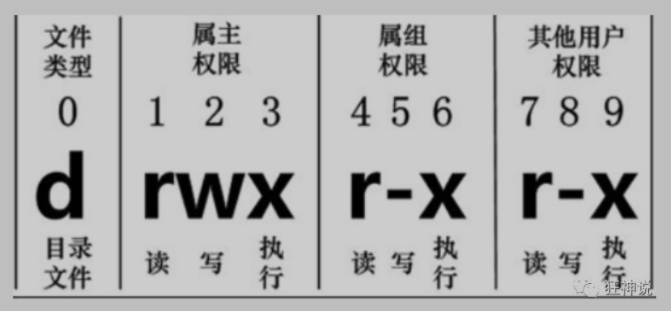 文件 属主 属组 其他用户
类型 权限 权限 权限
0 1 2 3 4 5 6 7 8 9
d rwx r-x r-x
目录 读 写 执 读 写 执 读 写 执
文件 行 行 行
狂神说